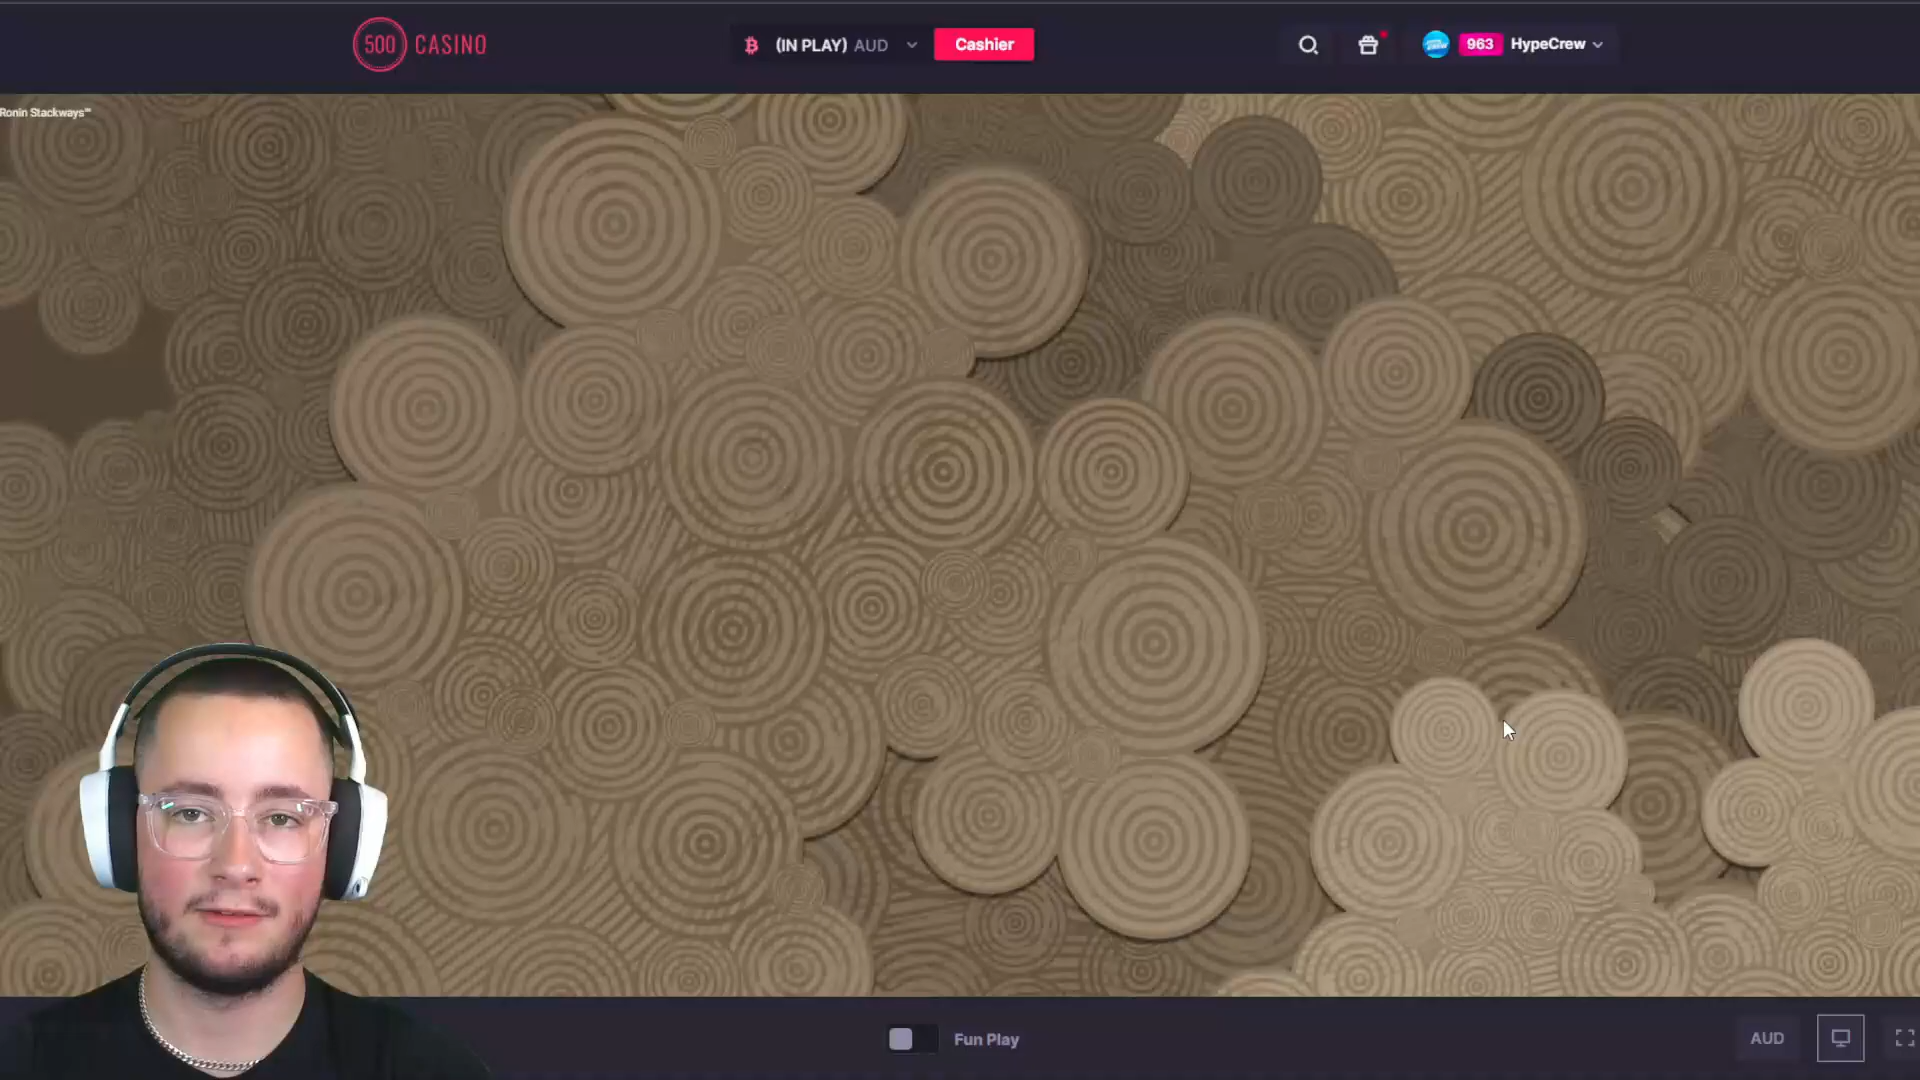 500 CASINO
(IN PLAY) AUD
Cashier
963 HypeCrew
Ronin Stackways™
Fun Play
AUD